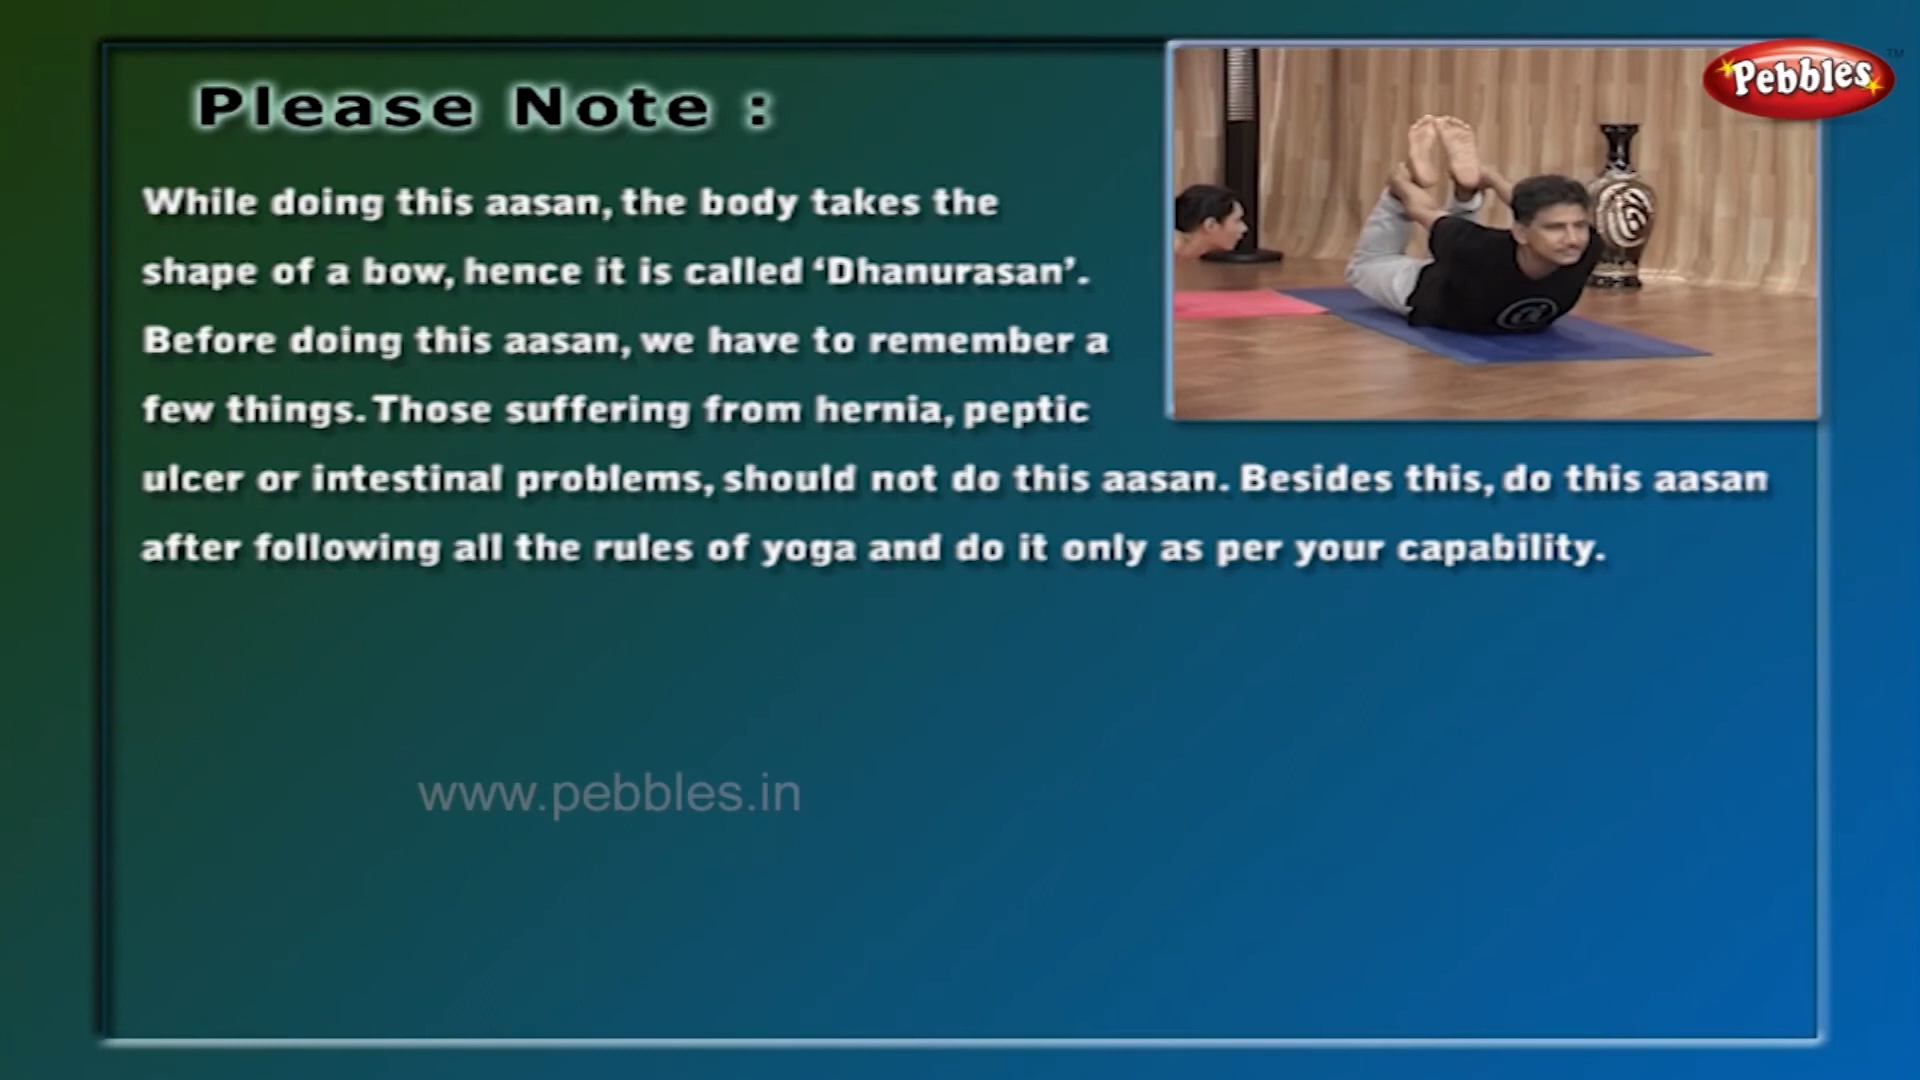 Please Note :
Pebbles TM
While doing this aasan, the body takes the
shape of a bow, hence it is called ‘Dhanurasan’.
Before doing this aasan, we have to remember a
few things. Those suffering from hernia, peptic
ulcer or intestinal problems, should not do this aasan. Besides this, do this aasan
after following all the rules of yoga and do it only as per your capability.
www.pebbles.in